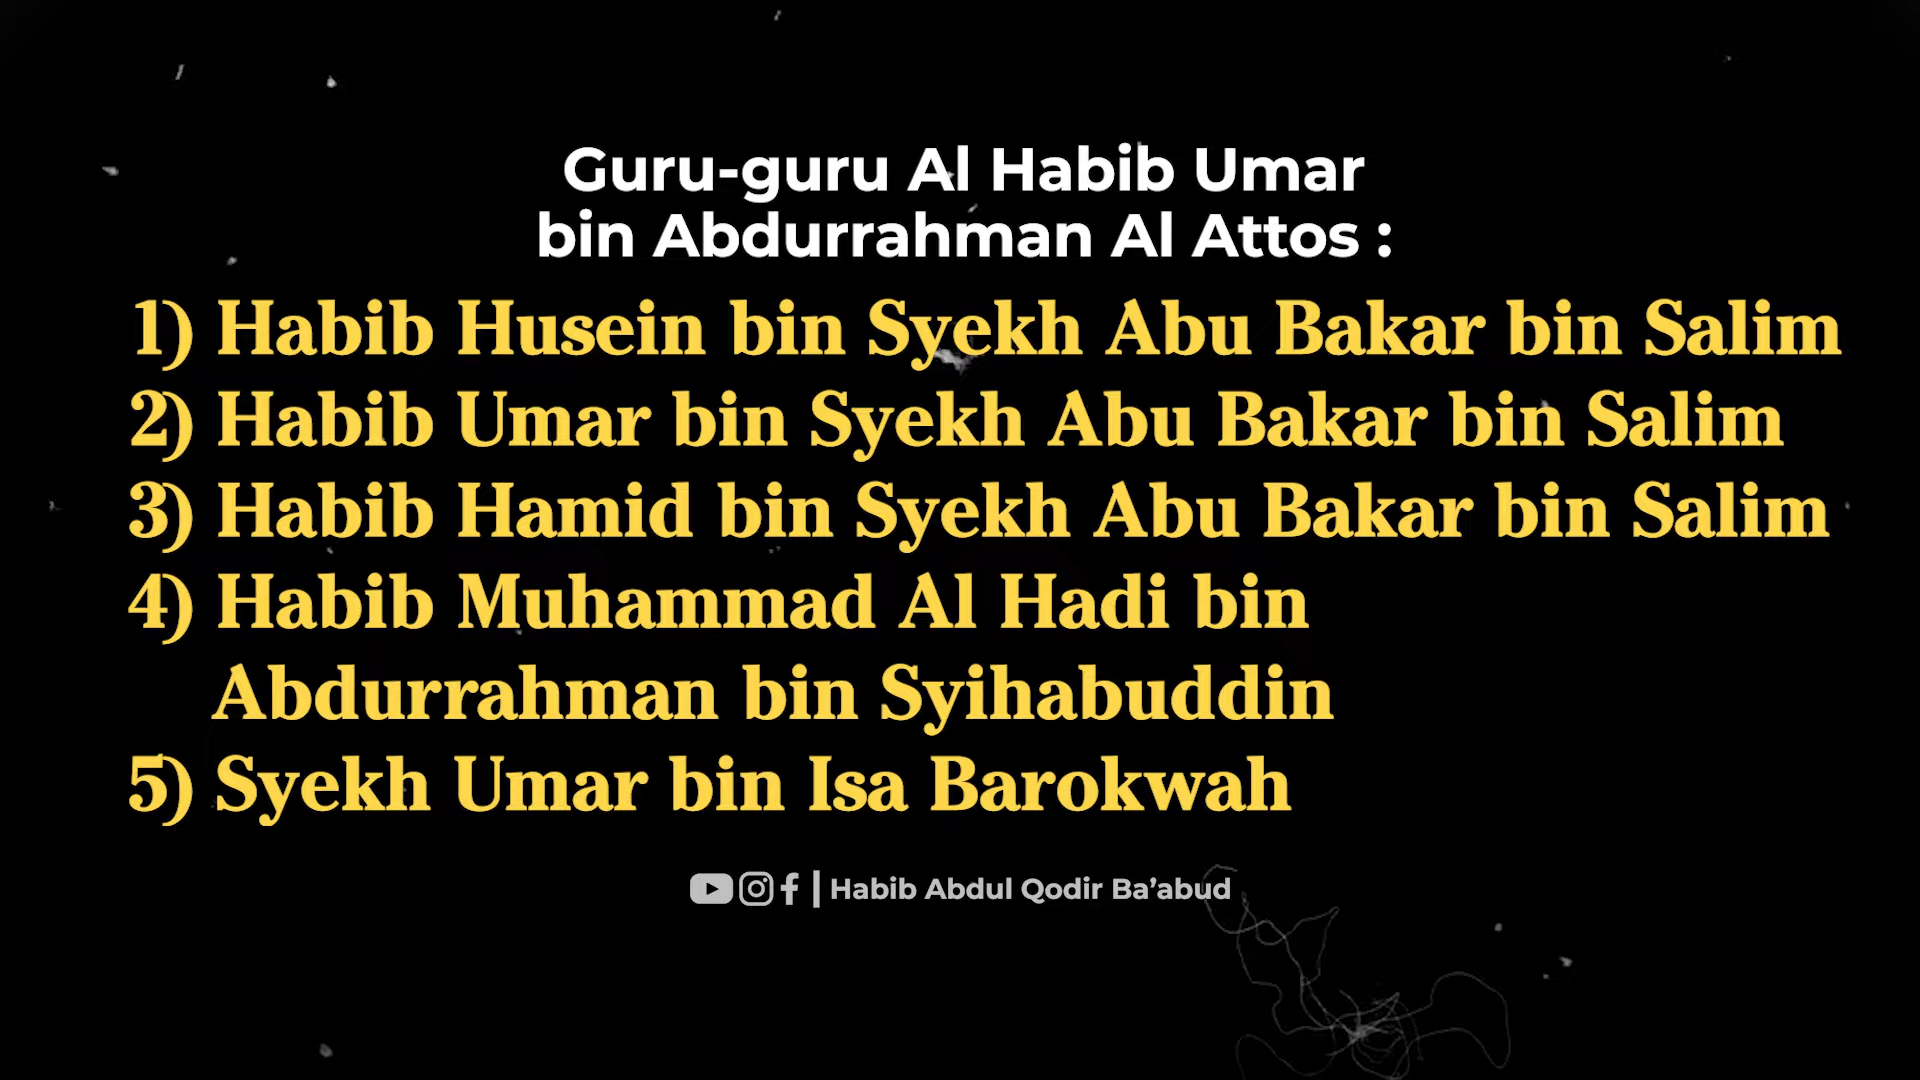 Guru-guru Al Habib Umar
bin Abdurrahman Al Attos :
1) Habib Husein bin Syekh Abu Bakar bin Salim
2) Habib Umar bin Syekh Abu Bakar bin Salim
3) Habib Hamid bin Syekh Abu Bakar bin Salim
4) Habib Muhammad Al Hadi bin
Abdurrahman bin Syihabuddin
5) Syekh Umar bin Isa Barokwah
| Habib Abdul Qodir Ba’abud